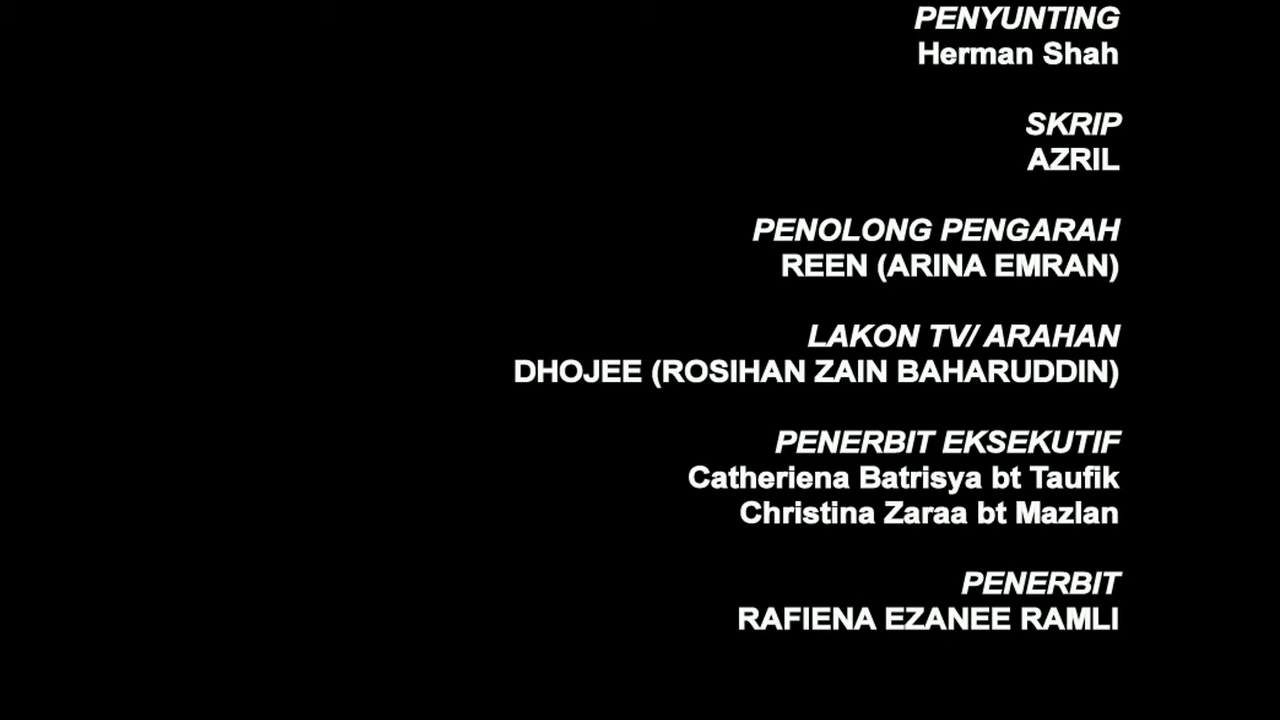 PENYUNTING
Herman Shah
SKRIP
AZRIL
PENOLONG PENGARAH
REEN (ARINA EMRAN)
LAKON TV/ ARAHAN
DHOJEE (ROSIHAN ZAIN BAHARUDDIN)
PENERBIT EKSEKUTIF
Catheriena Batrisya bt Taufik
Christina Zaraa bt Mazlan
PENERBIT
RAFIENA EZANEE RAMLI